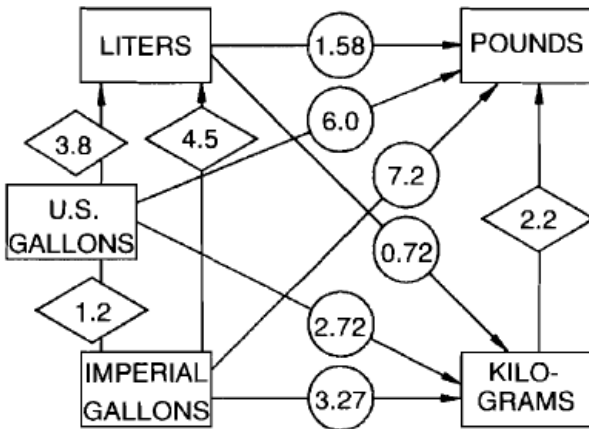 LITERS
1.58
POUNDS
6.0
3.8
4.5
7.2
U.S.
GALLONS
2.2
0.72
1.2
2.72
IMPERIAL
GALLONS
3.27
KILO-
GRAMS